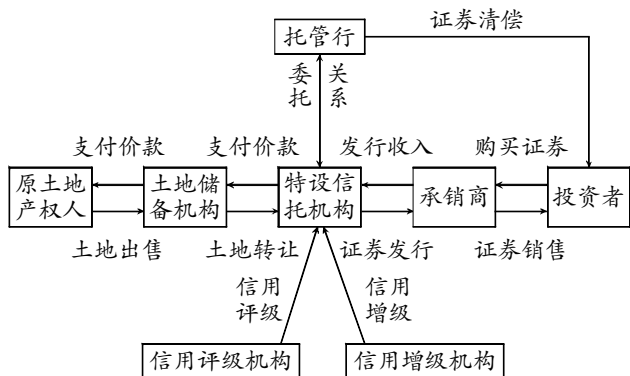 证券清偿
托管行
委托
关系
支付价款
支付价款
发行收入
购买证券
原土地
产权人
土地储
备机构
特设信
托机构
承销商
投资者
土地出售
土地转让
证券发行
证券销售
信用
评级
信用
增级
信用评级机构
信用增级机构